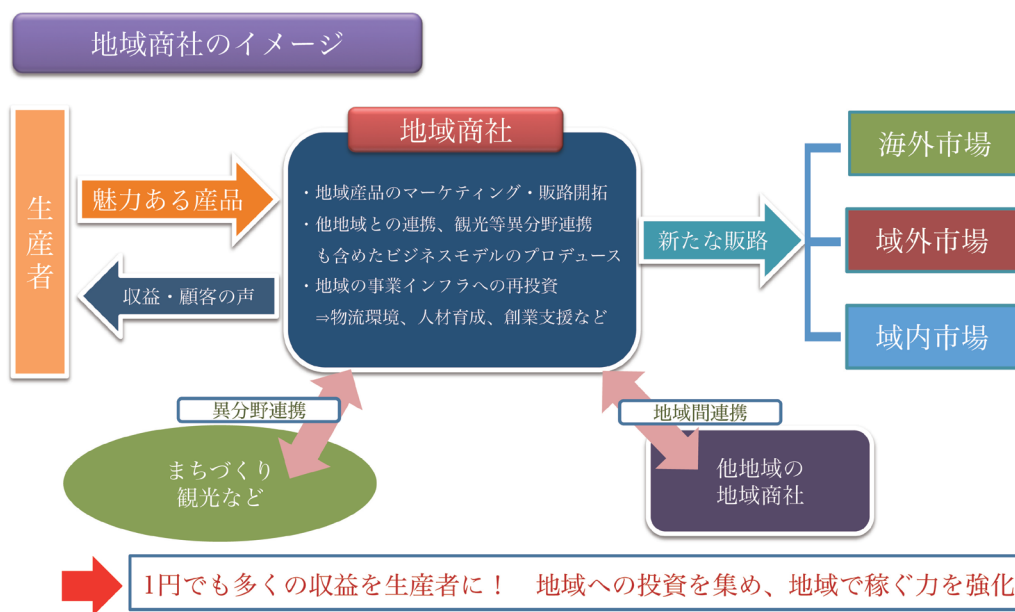 地域商社のイメージ
生産者
魅力ある産品
収益・顧客の声
地域商社
・地域産品のマーケティング・販路開拓
・他地域との連携、観光等異分野連携
も含めたビジネスモデルのプロデュース
・地域の事業インフラへの再投資
⇒物流環境、人材育成、創業支援など
新たな販路
海外市場
域外市場
域内市場
異分野連携
まちづくり
観光など
地域間連携
他地域の
地域商社
1円でも多くの収益を生産者に！　地域への投資を集め、地域で稼ぐ力を強化